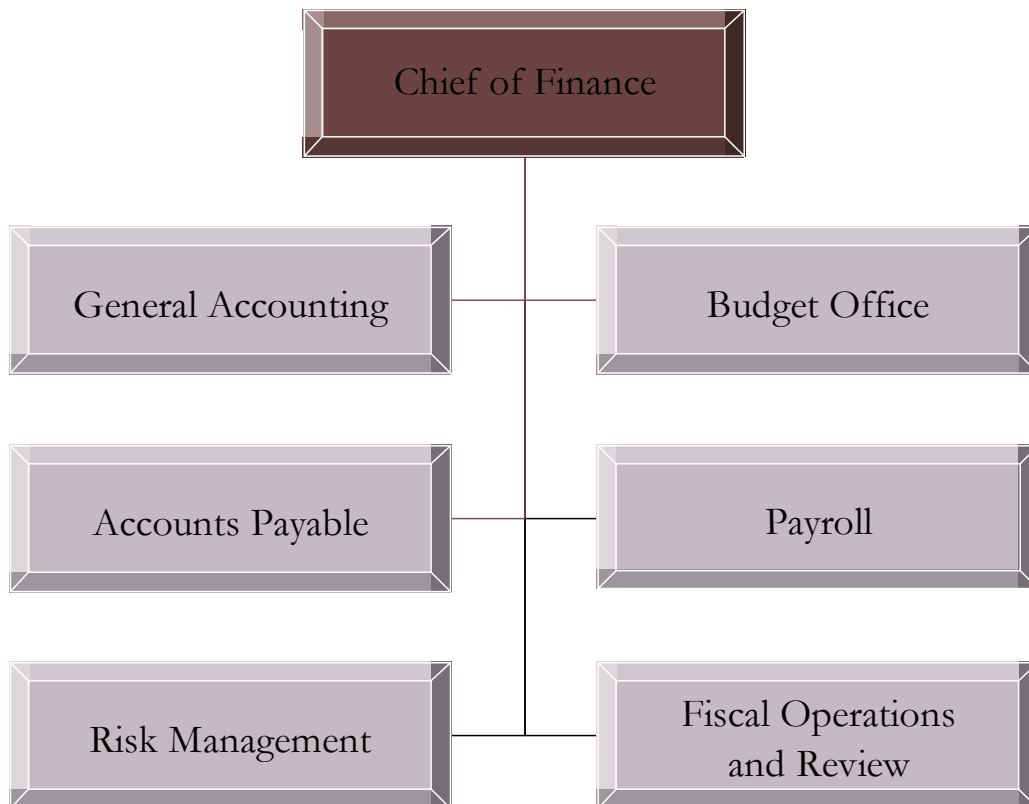 Chief of Finance
General Accounting
Budget Office
Accounts Payable
Payroll
Risk Management
Fiscal Operations
and Review